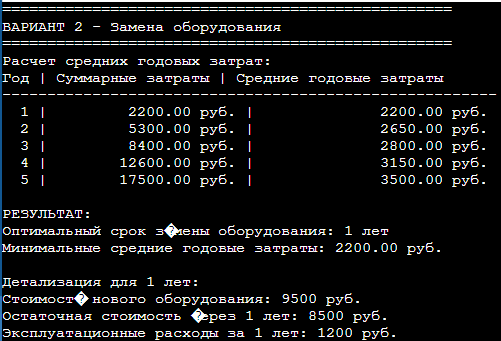 ==================================================
ВАРИАНТ 2 - Замена оборудования
==================================================
Расчет средних годовых затрат:
Год | Суммарные затраты | Средние годовые затраты
-------------------------------------------------------
1 | 2200.00 руб. | 2200.00 руб.
2 | 5300.00 руб. | 2650.00 руб.
3 | 8400.00 руб. | 2800.00 руб.
4 | 12600.00 руб. | 3150.00 руб.
5 | 17500.00 руб. | 3500.00 руб.
РЕЗУЛЬТАТ:
Оптимальный срок з�мены оборудования: 1 лет
Минимальные средние годовые затраты: 2200.00 руб.
Детализация для 1 лет:
Стоимост� нового оборудования: 9500 руб.
Остаточная стоимость �ерез 1 лет: 8500 руб.
Эксплуатационные расходы за 1 лет: 1200 руб.